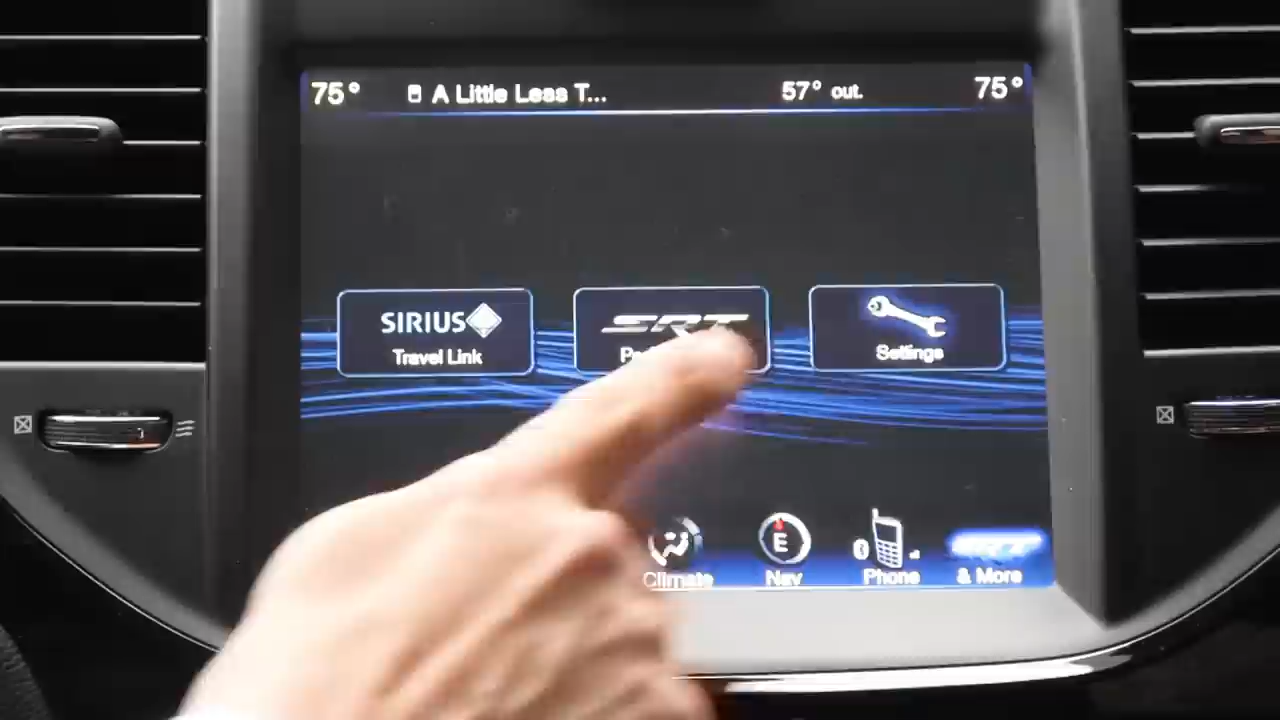 75°
A Little Less T...
57° out.
75°
SIRIUS
Travel Link
SRT
Settings
Climate
E
Nav
Phone
& More